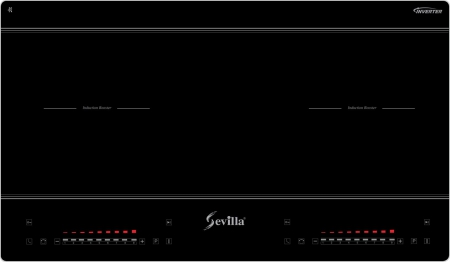 INVERTER
Induction Booster
Induction Booster
Sevilla®
− + P
− + P